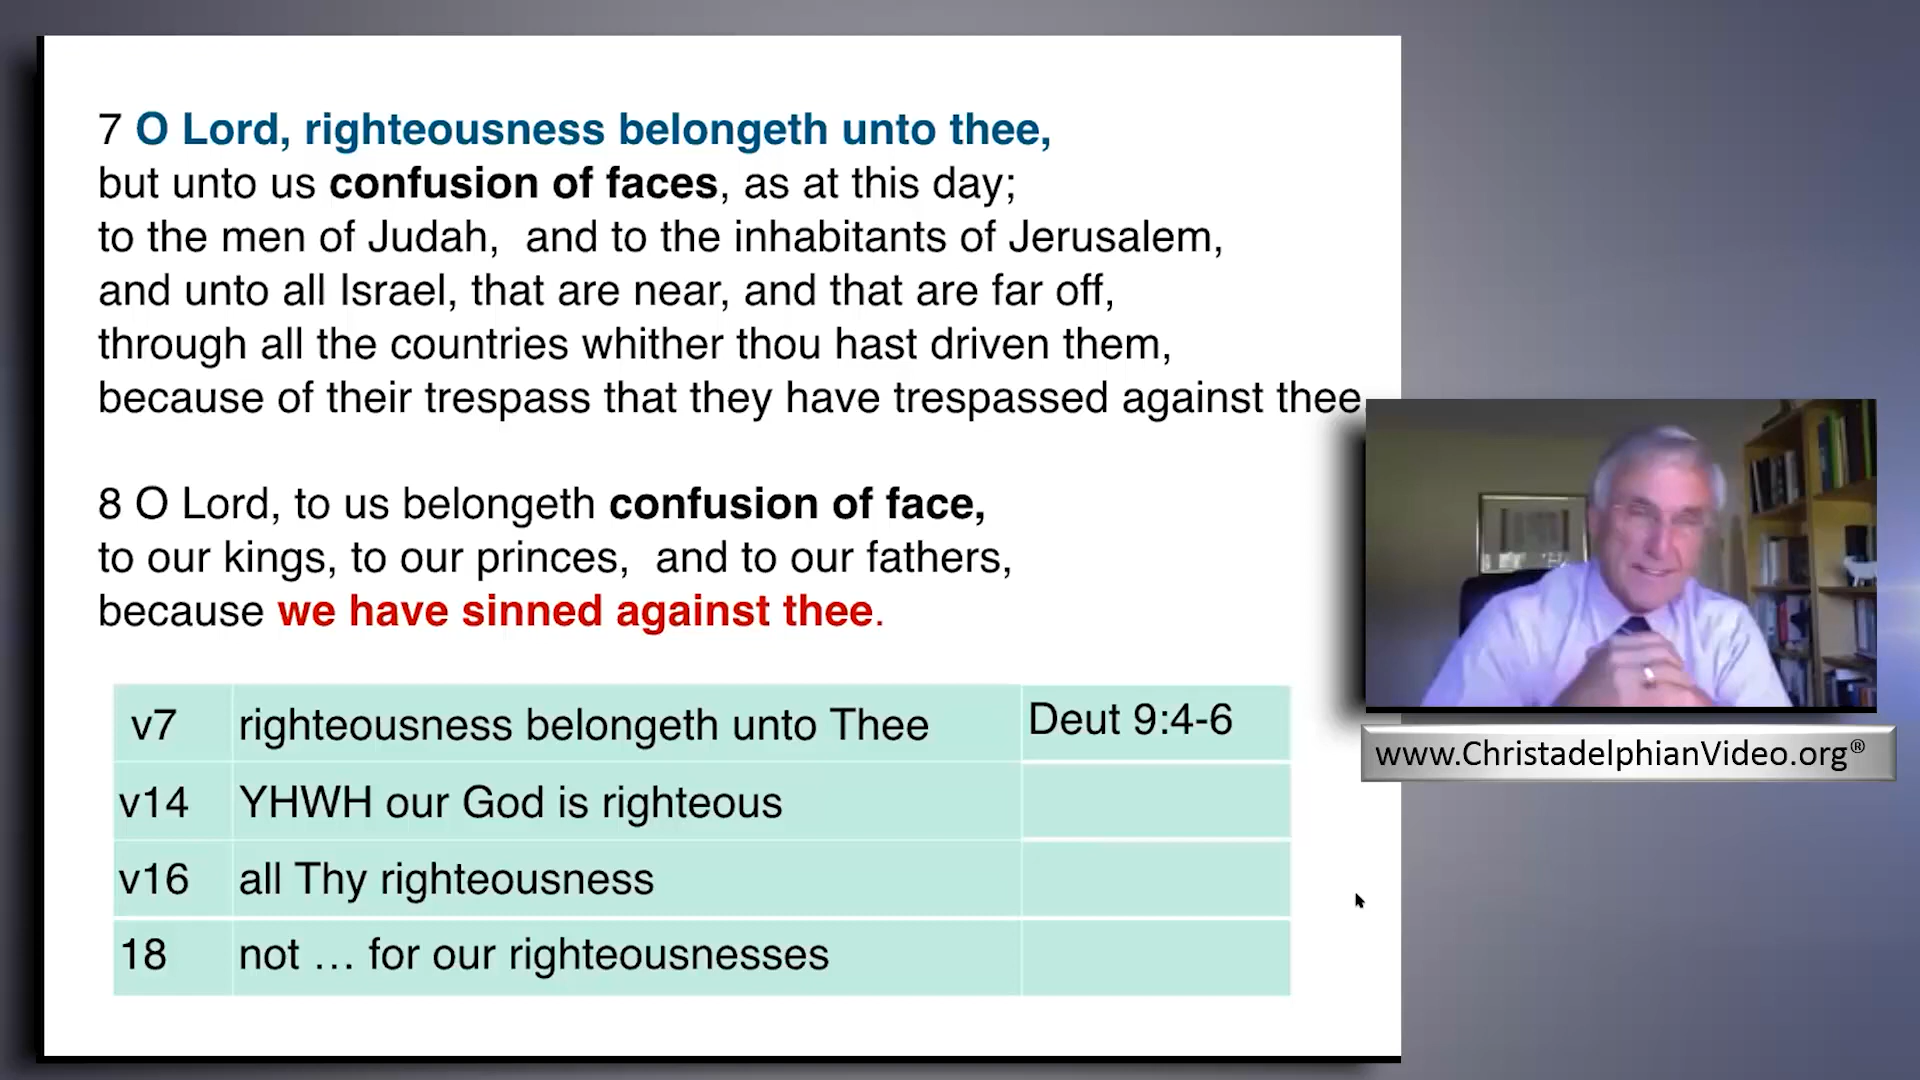 7 O Lord, righteousness belongeth unto thee,
but unto us confusion of faces, as at this day;
to the men of Judah, and to the inhabitants of Jerusalem,
and unto all Israel, that are near, and that are far off,
through all the countries whither thou hast driven them,
because of their trespass that they have trespassed against thee.
8 O Lord, to us belongeth confusion of face,
to our kings, to our princes, and to our fathers,
because we have sinned against thee.
v7 righteousness belongeth unto Thee Deut 9:4-6
v14 YHWH our God is righteous
v16 all Thy righteousness
18 not … for our righteousnesses
www.ChristadelphianVideo.org®